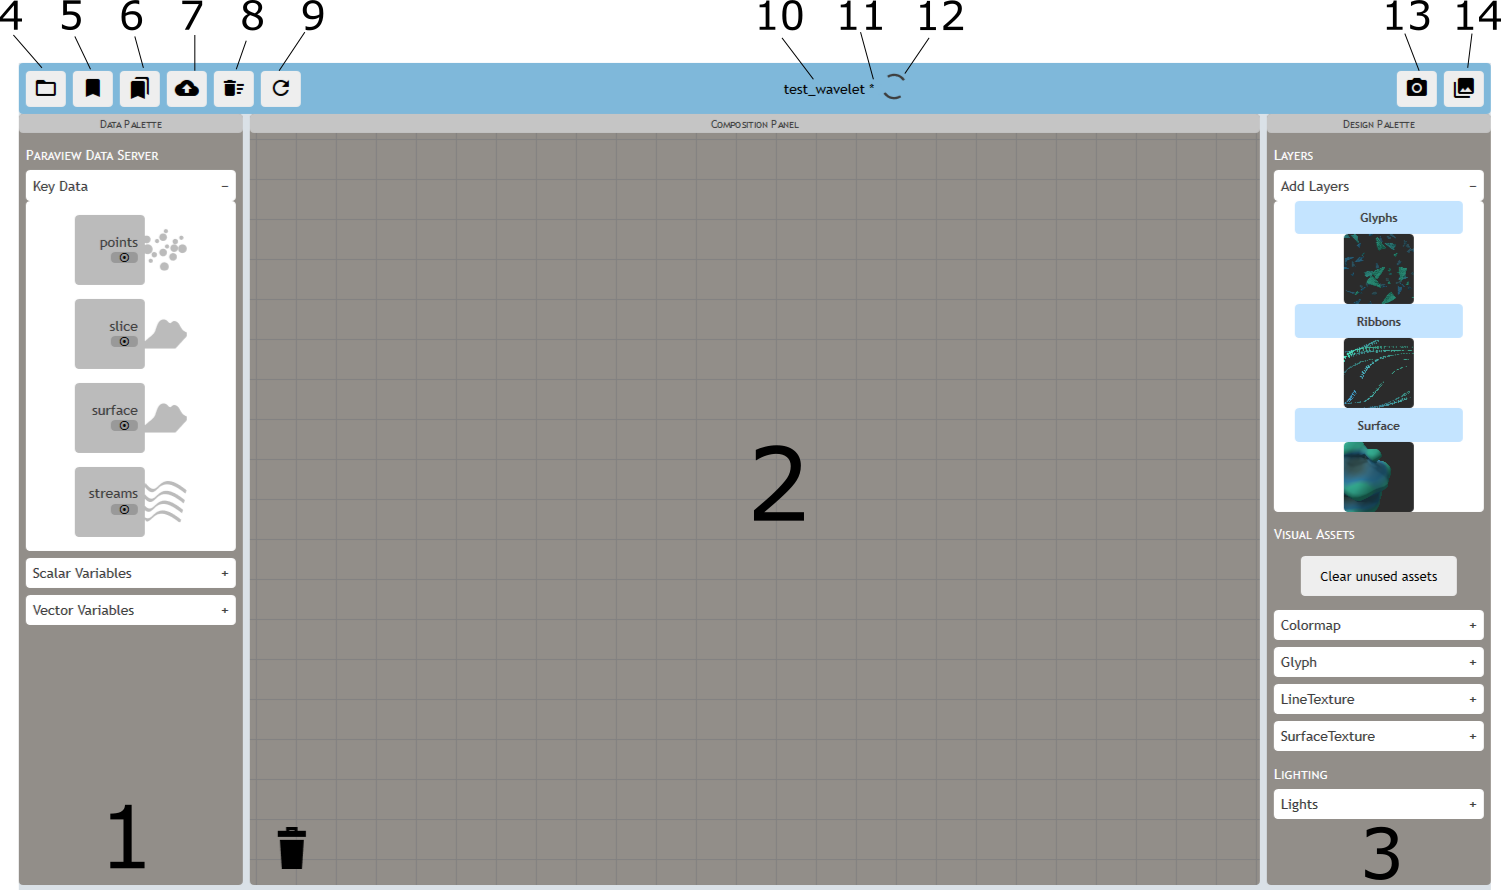 4 5 6 7 8 9 10 11 12 13 14
test_wavelet *
Data Palette
Paraview Data Server
Key Data −
points
slice
surface
streams
Scalar Variables +
Vector Variables +
1
Composition Panel
2
Design Palette
Layers
Add Layers −
Glyphs
Ribbons
Surface
Visual Assets
Clear unused assets
Colormap +
Glyph +
LineTexture +
SurfaceTexture +
Lighting
Lights +
3